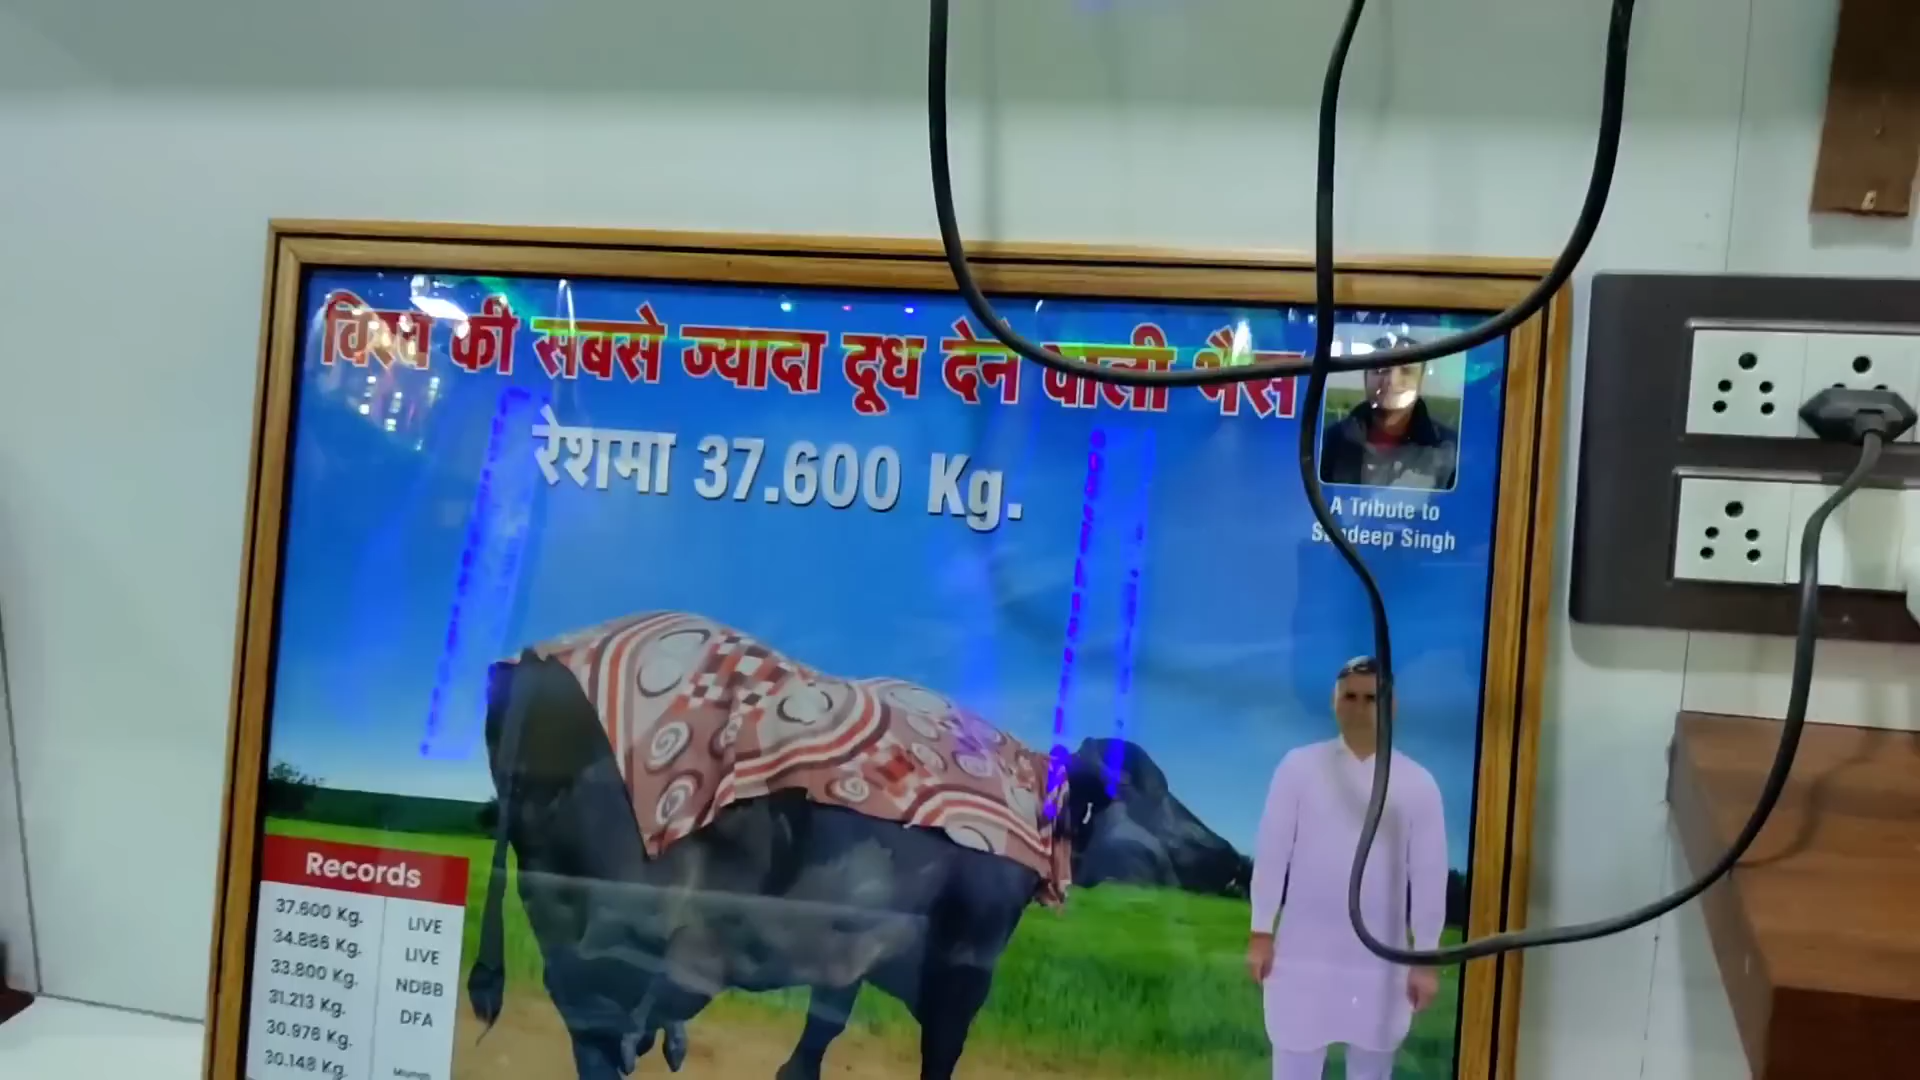 विश्व की सबसे ज्यादा दूध देने वाली भैंस
रेशमा 37.600 Kg.
A Tribute to
Sandeep Singh
Records
37.600 Kg. LIVE
34.886 Kg. LIVE
33.800 Kg. NDBB
31.213 Kg. DFA
30.976 Kg.
30.148 Kg.